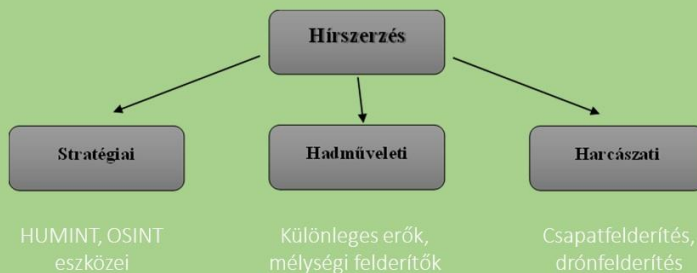 Hírszerzés
Stratégiai
Hadműveleti
Harcászati
HUMINT, OSINT
eszközei
Különleges erők,
mélységi felderítők
Csapatfelderítés,
drónfelderítés